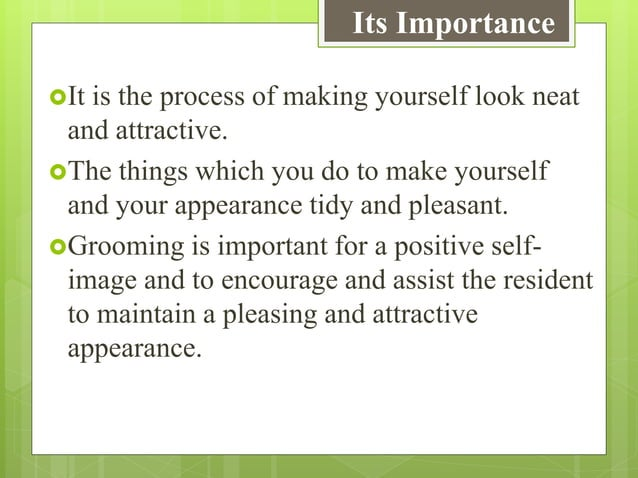 Its Importance
It is the process of making yourself look neat
and attractive.
The things which you do to make yourself
and your appearance tidy and pleasant.
Grooming is important for a positive self-
image and to encourage and assist the resident
to maintain a pleasing and attractive
appearance.